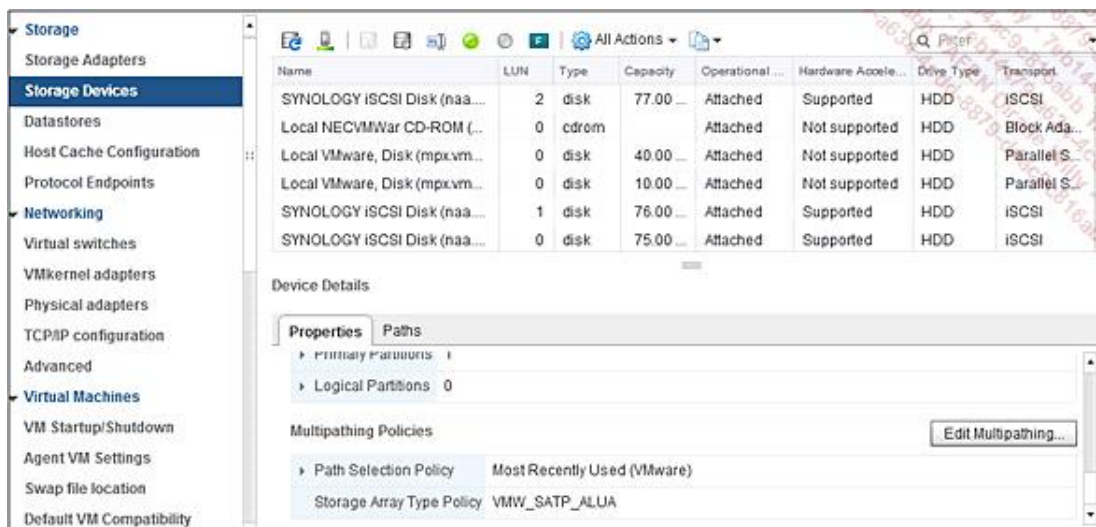 Storage
Storage Adapters
Storage Devices
Datastores
Host Cache Configuration
Protocol Endpoints
Networking
Virtual switches
VMkernel adapters
Physical adapters
TCP/IP configuration
Advanced
Virtual Machines
VM Startup/Shutdown
Agent VM Settings
Swap file location
Default VM Compatibility
All Actions
Filter
Name LUN Type Capacity Operational ... Hardware Accele... Drive Type Transport
SYNOLOGY iSCSI Disk (naa.... 2 disk 77.00 ... Attached Supported HDD iSCSI
Local NECVMWar CD-ROM (... 0 cdrom Attached Not supported HDD Block Ada...
Local VMware, Disk (mpx.vm... 0 disk 40.00 ... Attached Not supported HDD Parallel S...
Local VMware, Disk (mpx.vm... 0 disk 10.00 ... Attached Not supported HDD Parallel S...
SYNOLOGY iSCSI Disk (naa.... 1 disk 76.00 ... Attached Supported HDD iSCSI
SYNOLOGY iSCSI Disk (naa.... 0 disk 75.00 ... Attached Supported HDD iSCSI
Device Details
Properties Paths
Primary Partitions 1
Logical Partitions 0
Multipathing Policies Edit Multipathing...
Path Selection Policy Most Recently Used (VMware)
Storage Array Type Policy VMW_SATP_ALUA